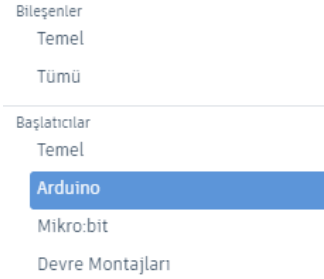 Bileşenler
Temel
Tümü
Başlatıcılar
Temel
Arduino
Mikro:bit
Devre Montajları